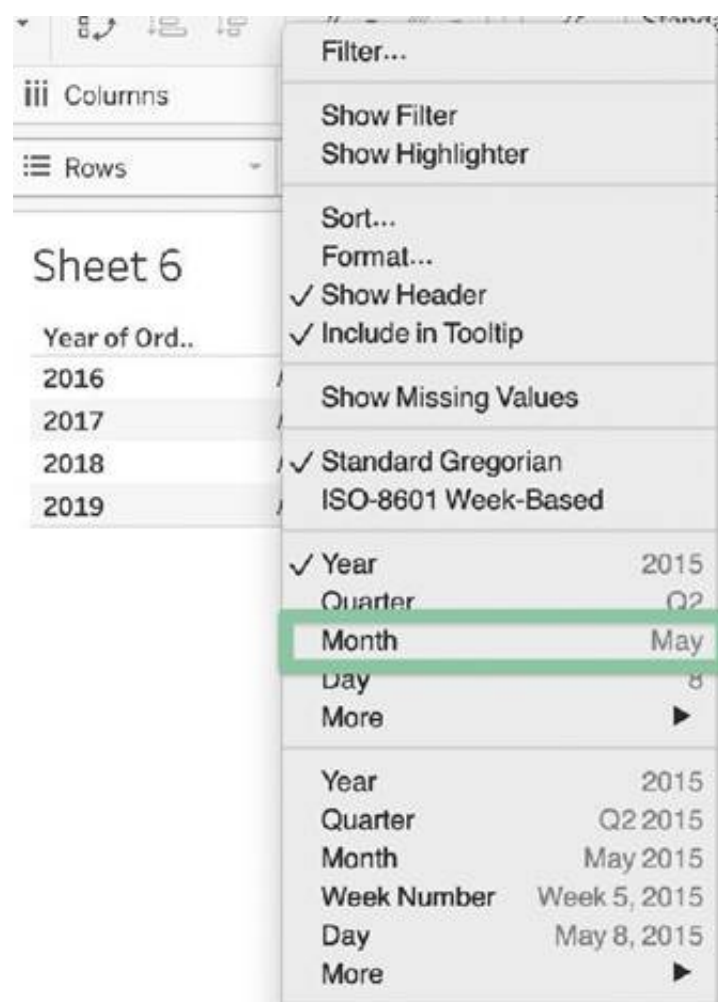 Filter...
Columns
Show Filter
Show Highlighter
Rows
Sort...
Sheet 6
Format...
✓ Show Header
✓ Include in Tooltip
Year of Ord..
2016
2017
2018
2019
Show Missing Values
✓ Standard Gregorian
ISO-8601 Week-Based
✓ Year 2015
Quarter Q2
Month May
Day 8
More ▶
Year 2015
Quarter Q2 2015
Month May 2015
Week Number Week 5, 2015
Day May 8, 2015
More ▶